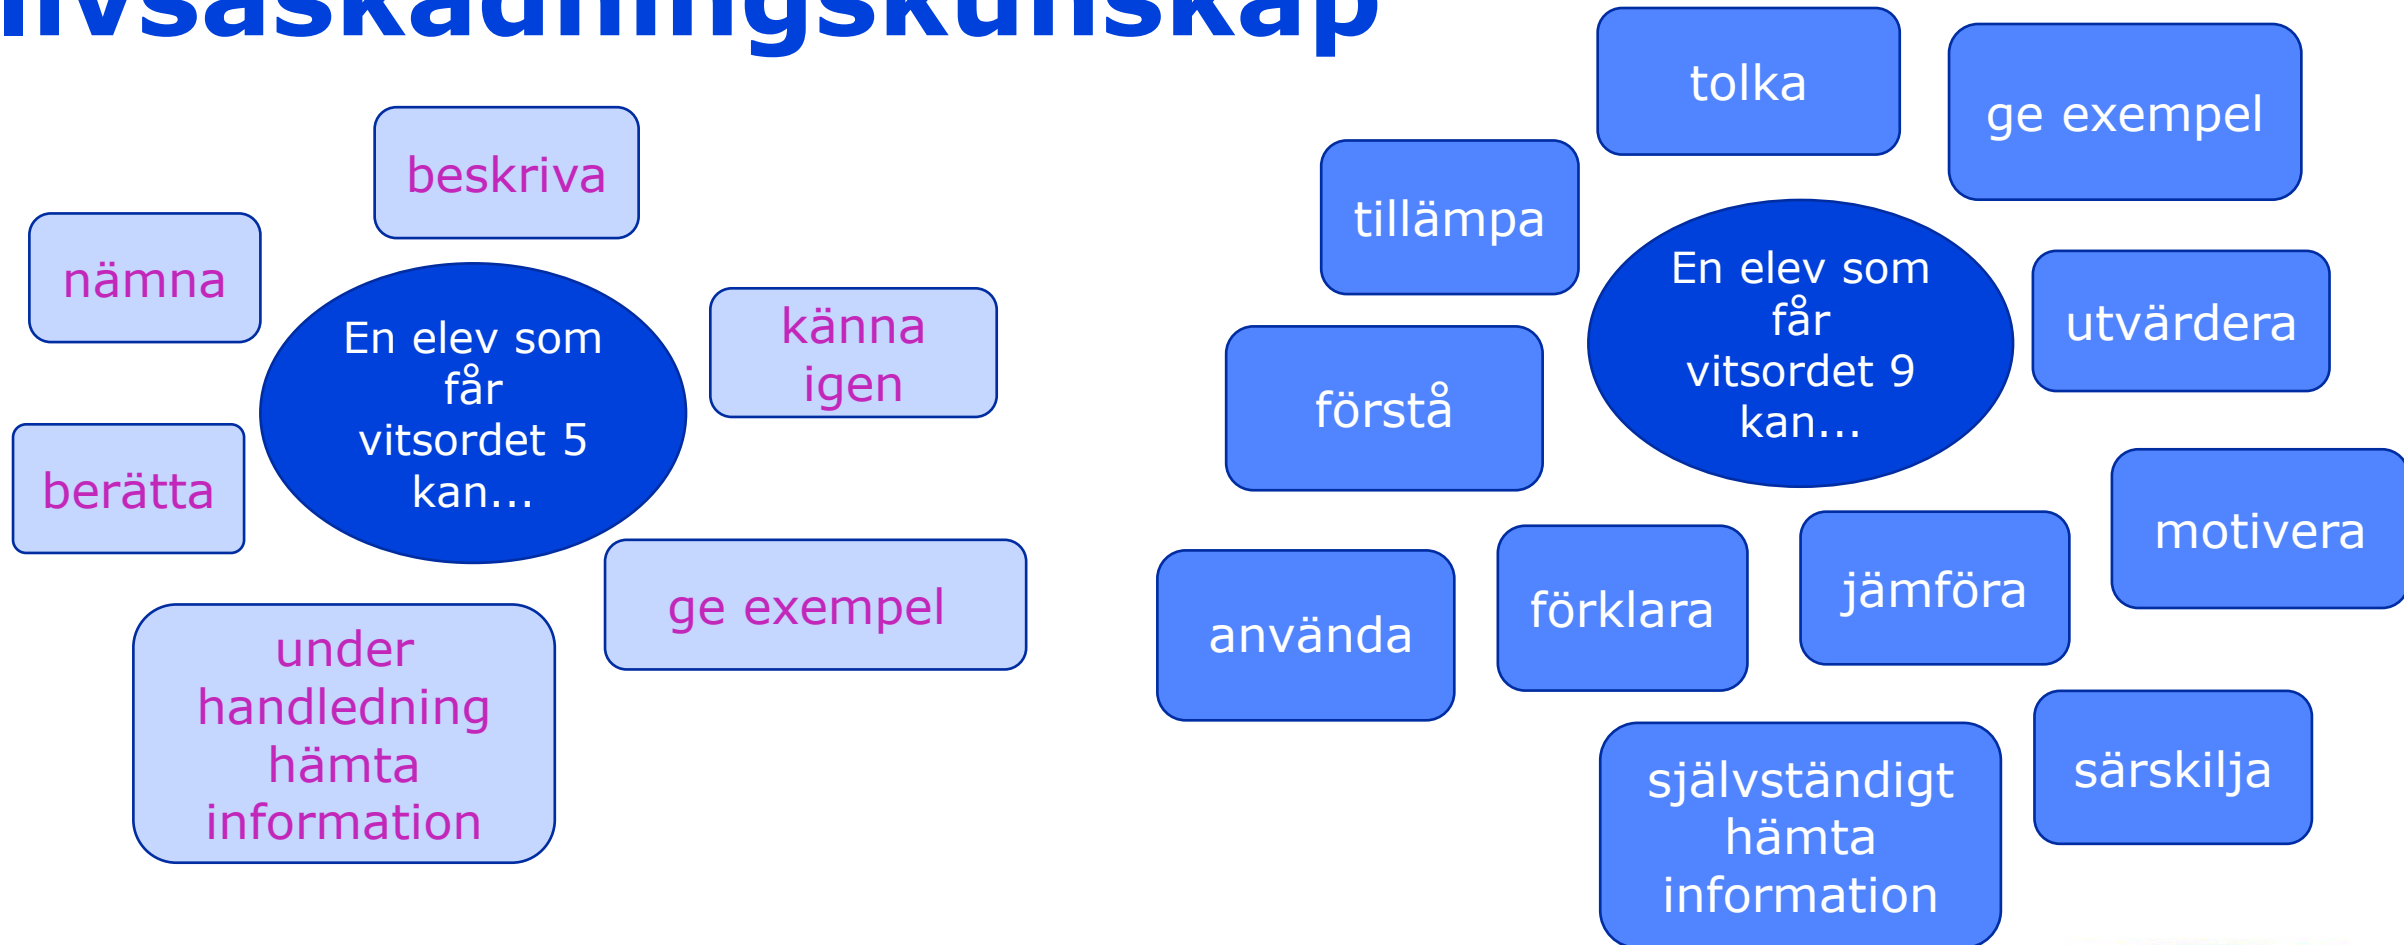 livsåskådningskunskap
beskriva
nämna
känna
igen
En elev som
får
vitsordet 5
kan…
berätta
ge exempel
under
handledning
hämta
information
tolka
ge exempel
tillämpa
En elev som
får
vitsordet 9
kan…
utvärdera
förstå
motivera
använda
förklara
jämföra
särskilja
självständigt
hämta
information